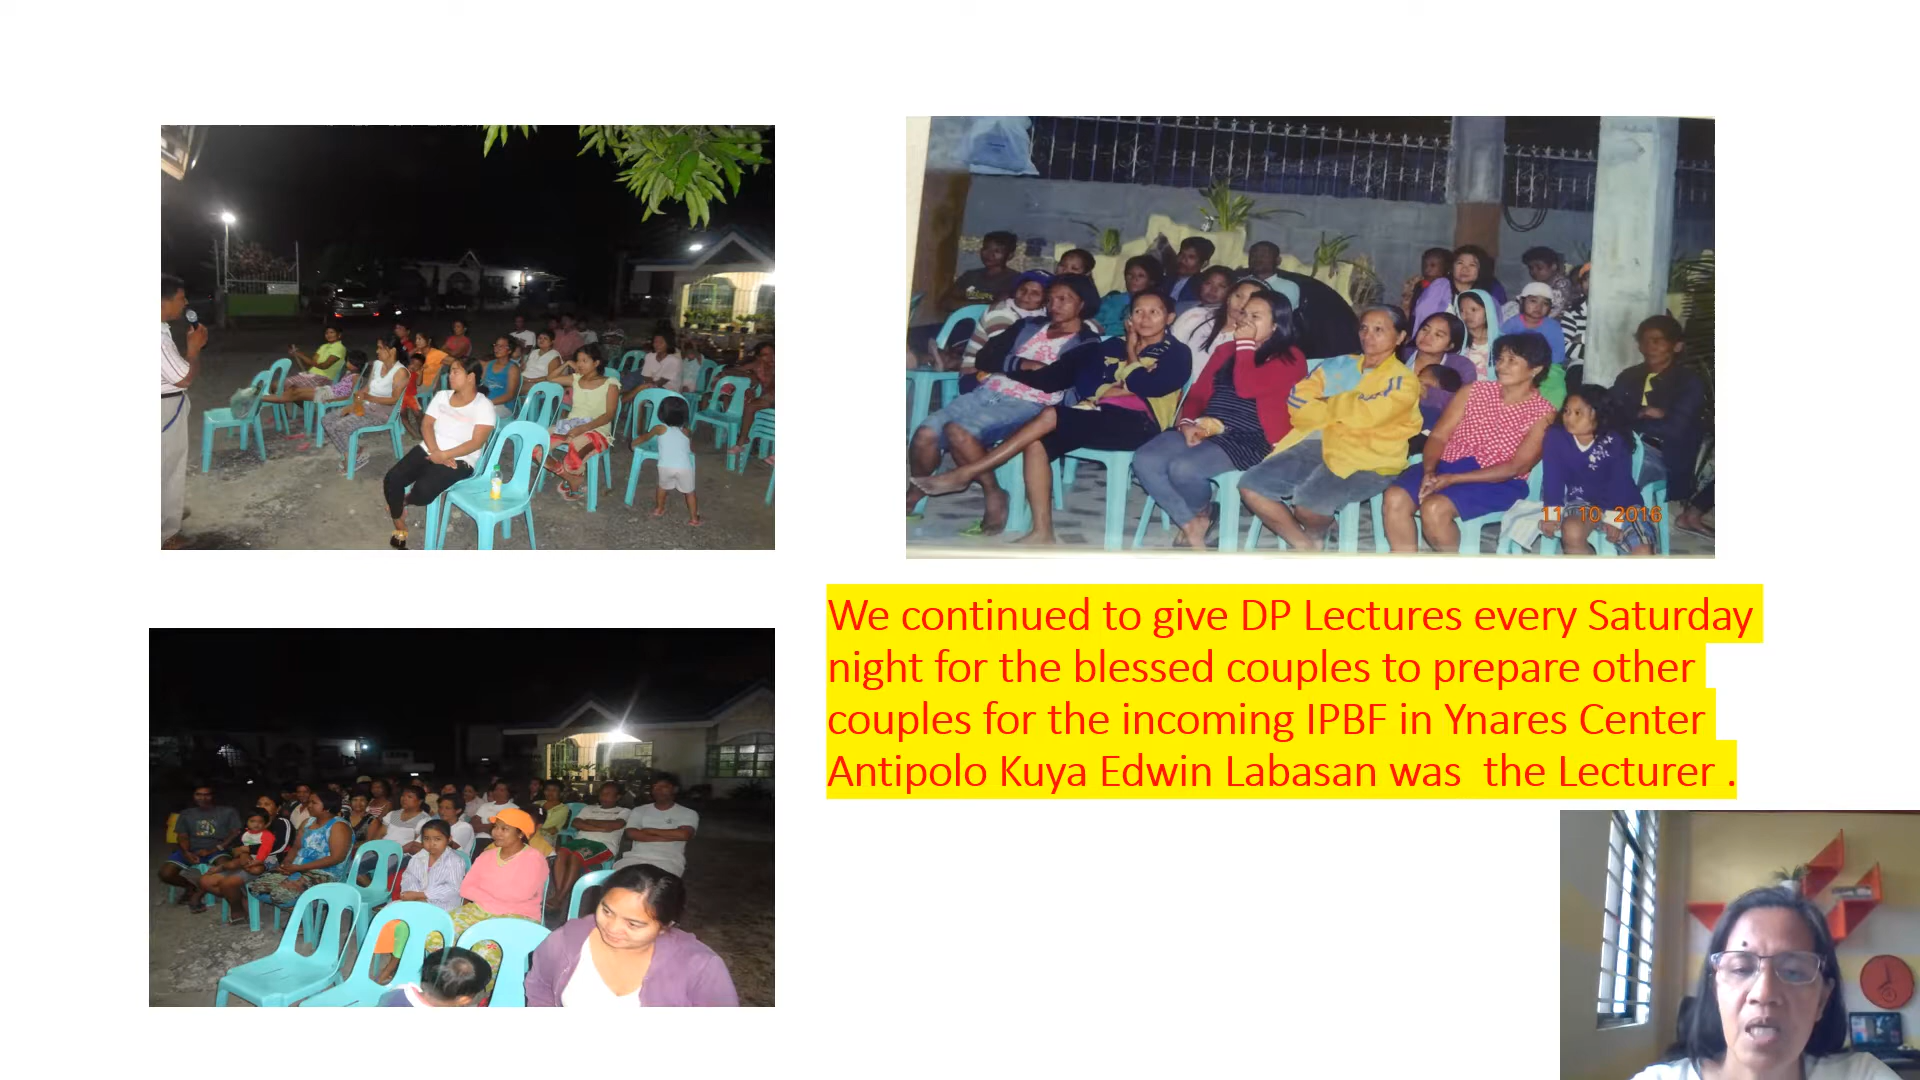 11 10 2016
We continued to give DP Lectures every Saturday
night for the blessed couples to prepare other
couples for the incoming IPBF in Ynares Center
Antipolo Kuya Edwin Labasan was  the Lecturer .